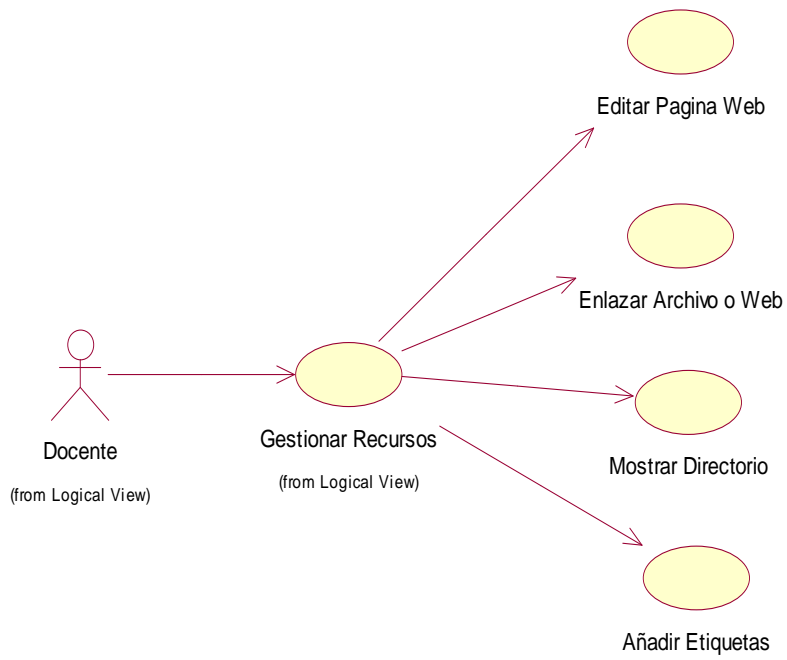 Editar Pagina Web
Enlazar Archivo o Web
Docente
(from Logical View)
Gestionar Recursos
(from Logical View)
Mostrar Directorio
Añadir Etiquetas